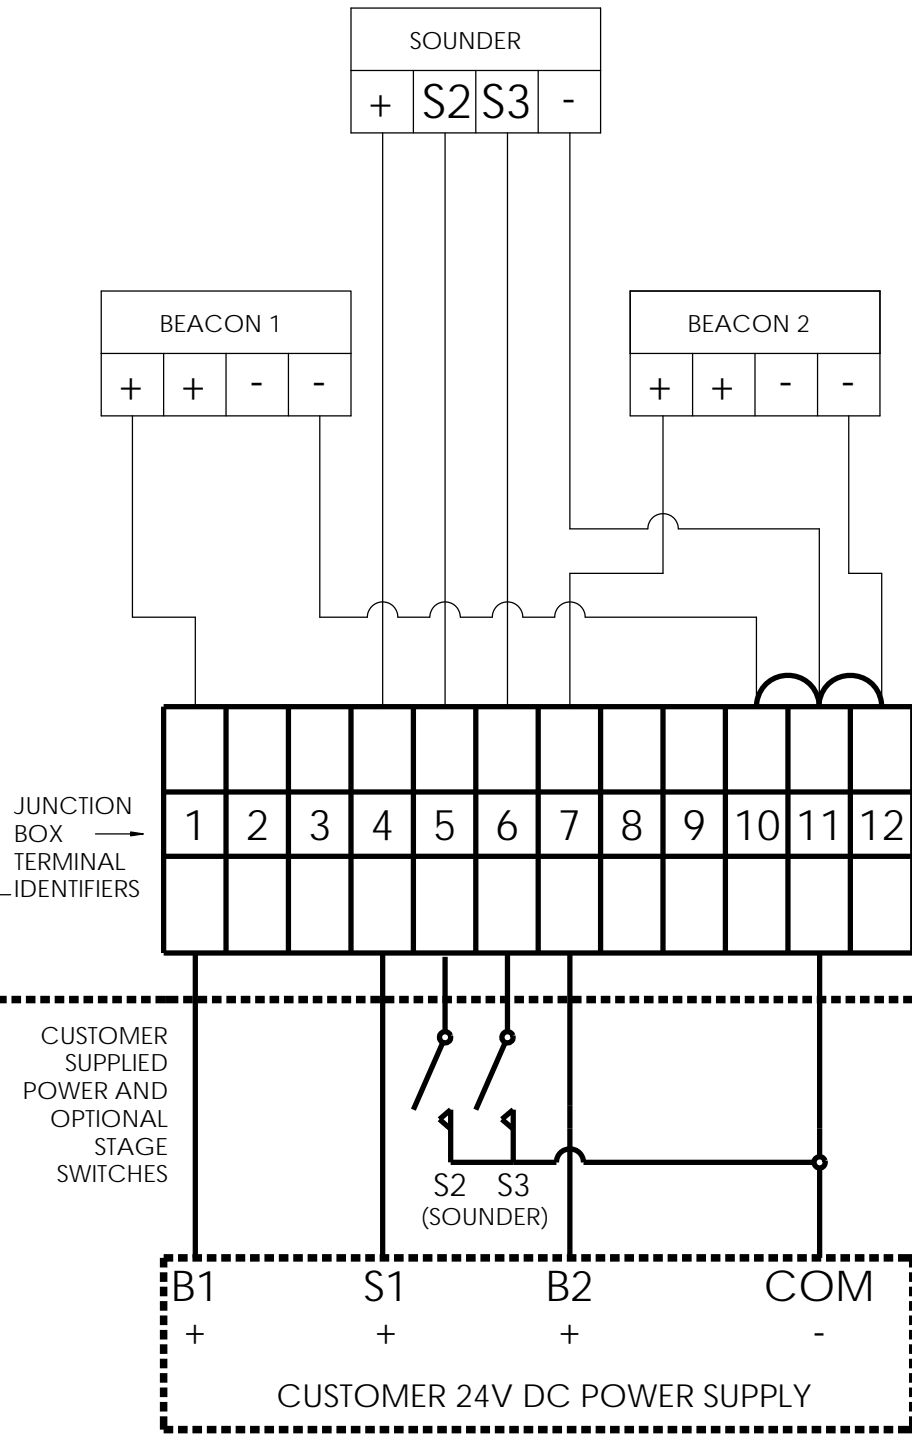 SOUNDER
+ S2 S3 -
BEACON 1
+ + - -
BEACON 2
+ + - -
JUNCTION
BOX
TERMINAL
IDENTIFIERS
1 2 3 4 5 6 7 8 9 10 11 12
CUSTOMER
SUPPLIED
POWER AND
OPTIONAL
STAGE
SWITCHES
S2 S3
(SOUNDER)
B1 S1 B2 COM
+ + + -
CUSTOMER 24V DC POWER SUPPLY